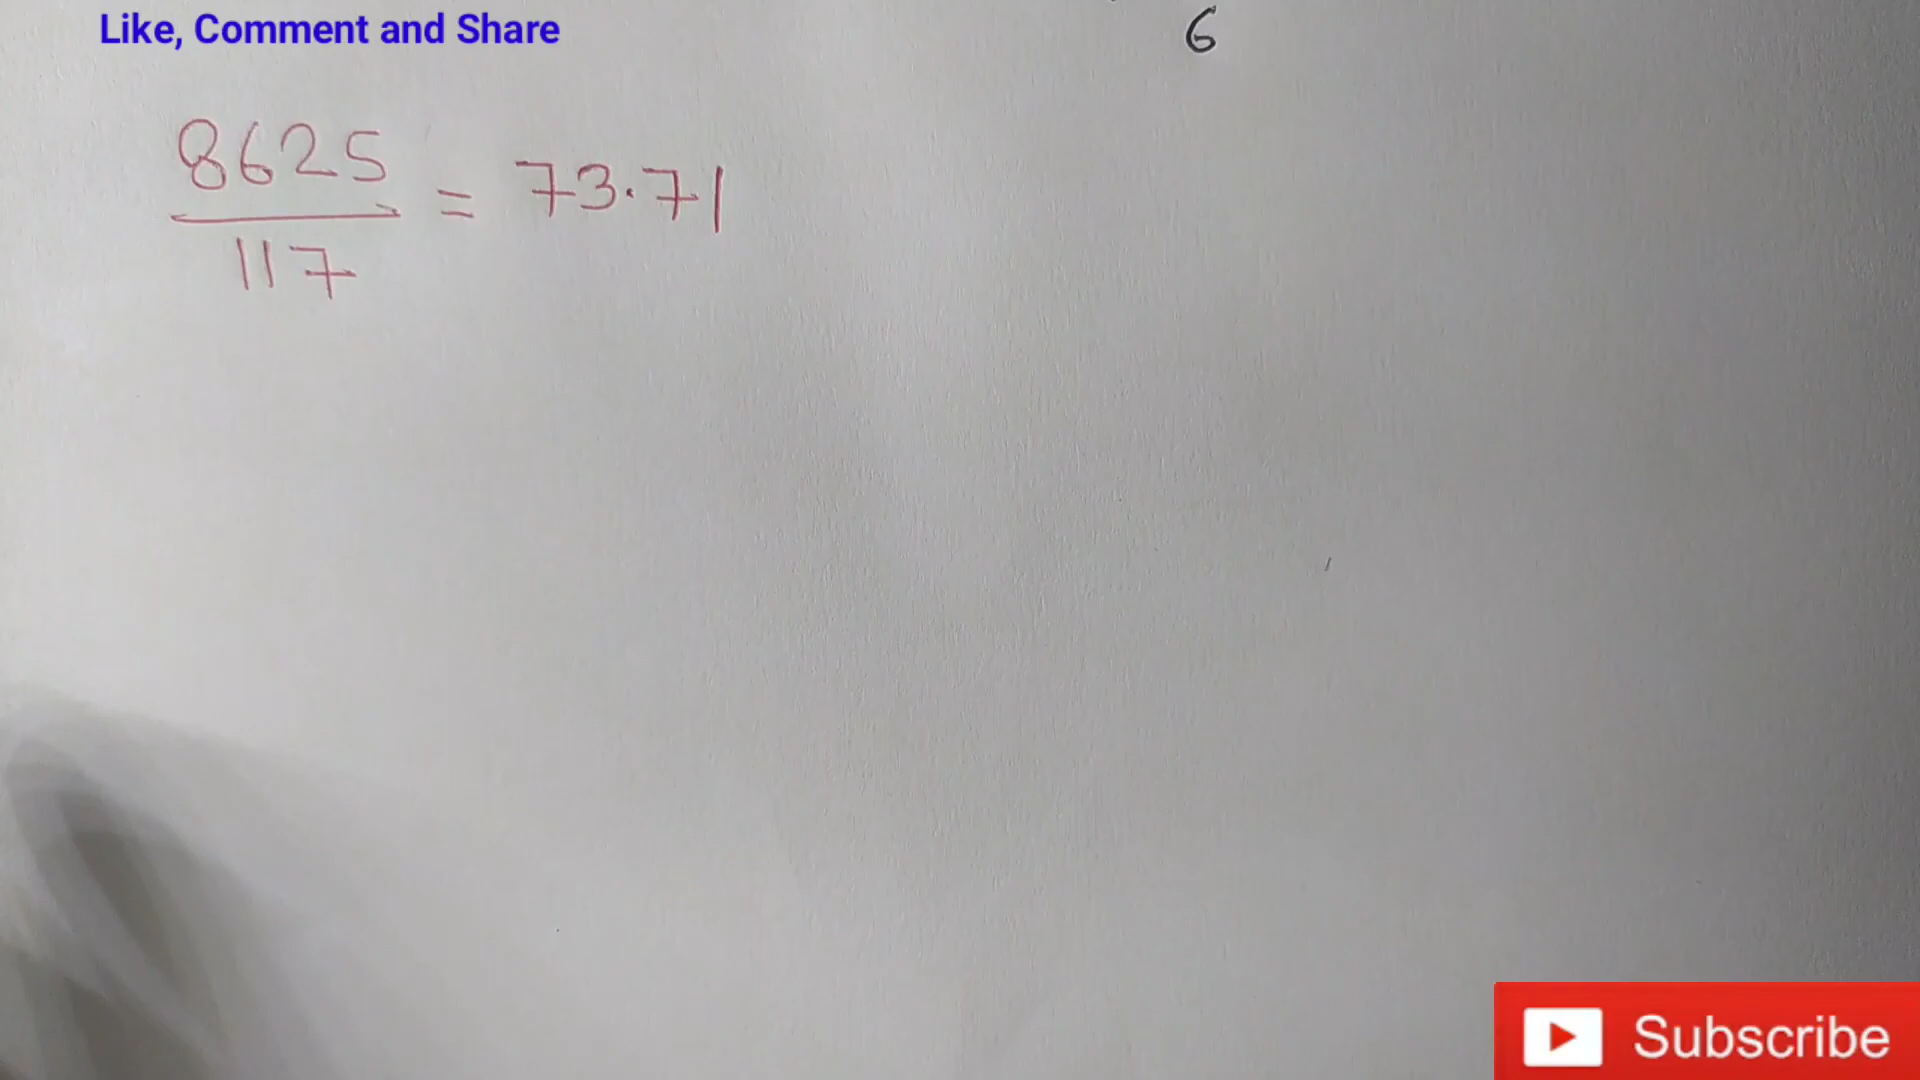 Like, Comment and Share
6
8625
117
= 73.71
Subscribe